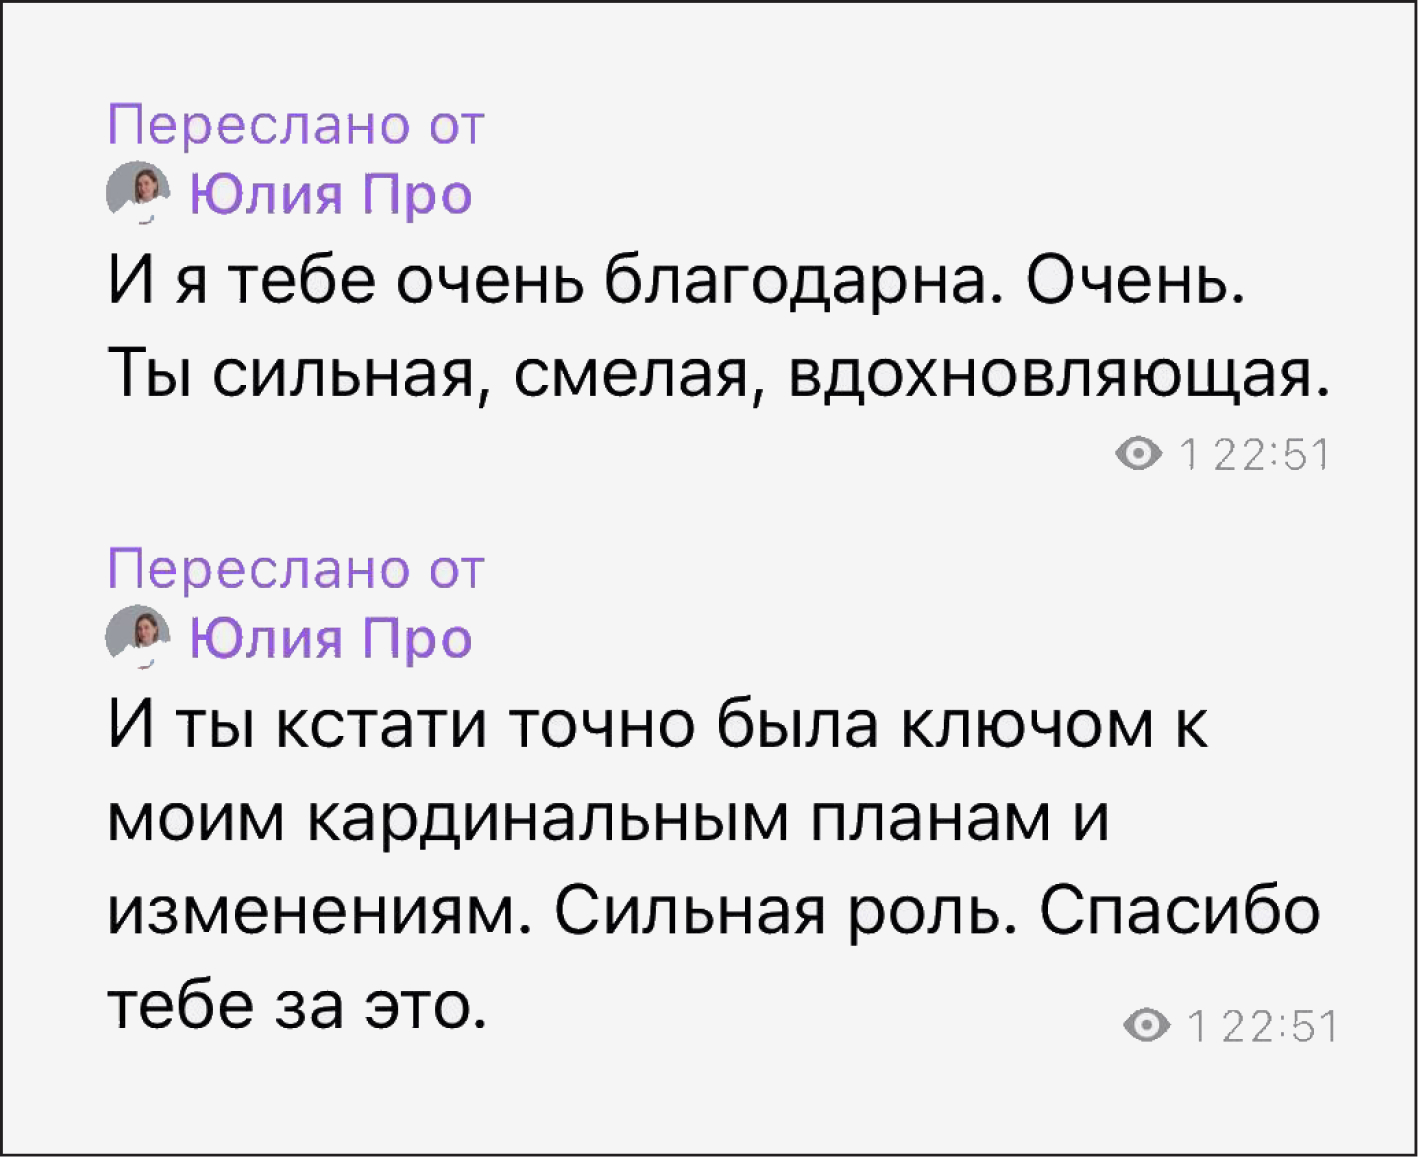 Переслано от
Юлия Про
И я тебе очень благодарна. Очень.
Ты сильная, смелая, вдохновляющая.
1 22:51
Переслано от
Юлия Про
И ты кстати точно была ключом к
моим кардинальным планам и
изменениям. Сильная роль. Спасибо
тебе за это.
1 22:51